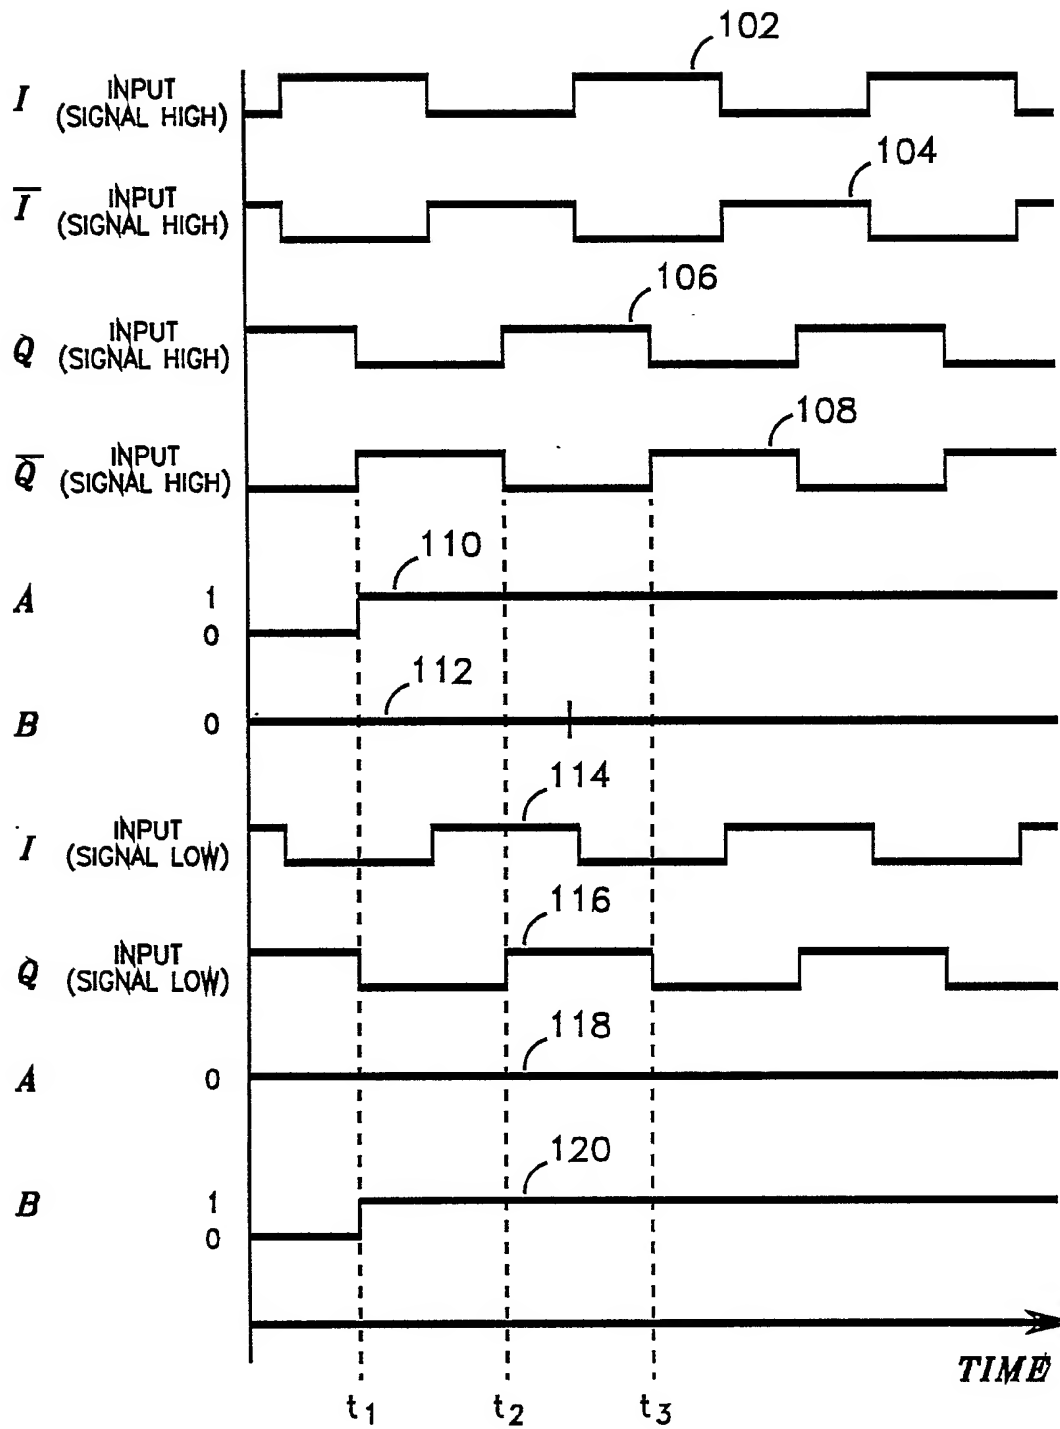 102
I INPUT
(SIGNAL HIGH)
104
I̅ INPUT
(SIGNAL HIGH)
106
Q INPUT
(SIGNAL HIGH)
108
Q̅ INPUT
(SIGNAL HIGH)
110
A 1
0
112
B 0
114
I INPUT
(SIGNAL LOW)
116
Q INPUT
(SIGNAL LOW)
118
A 0
120
B 1
0
TIME
t1 t2 t3